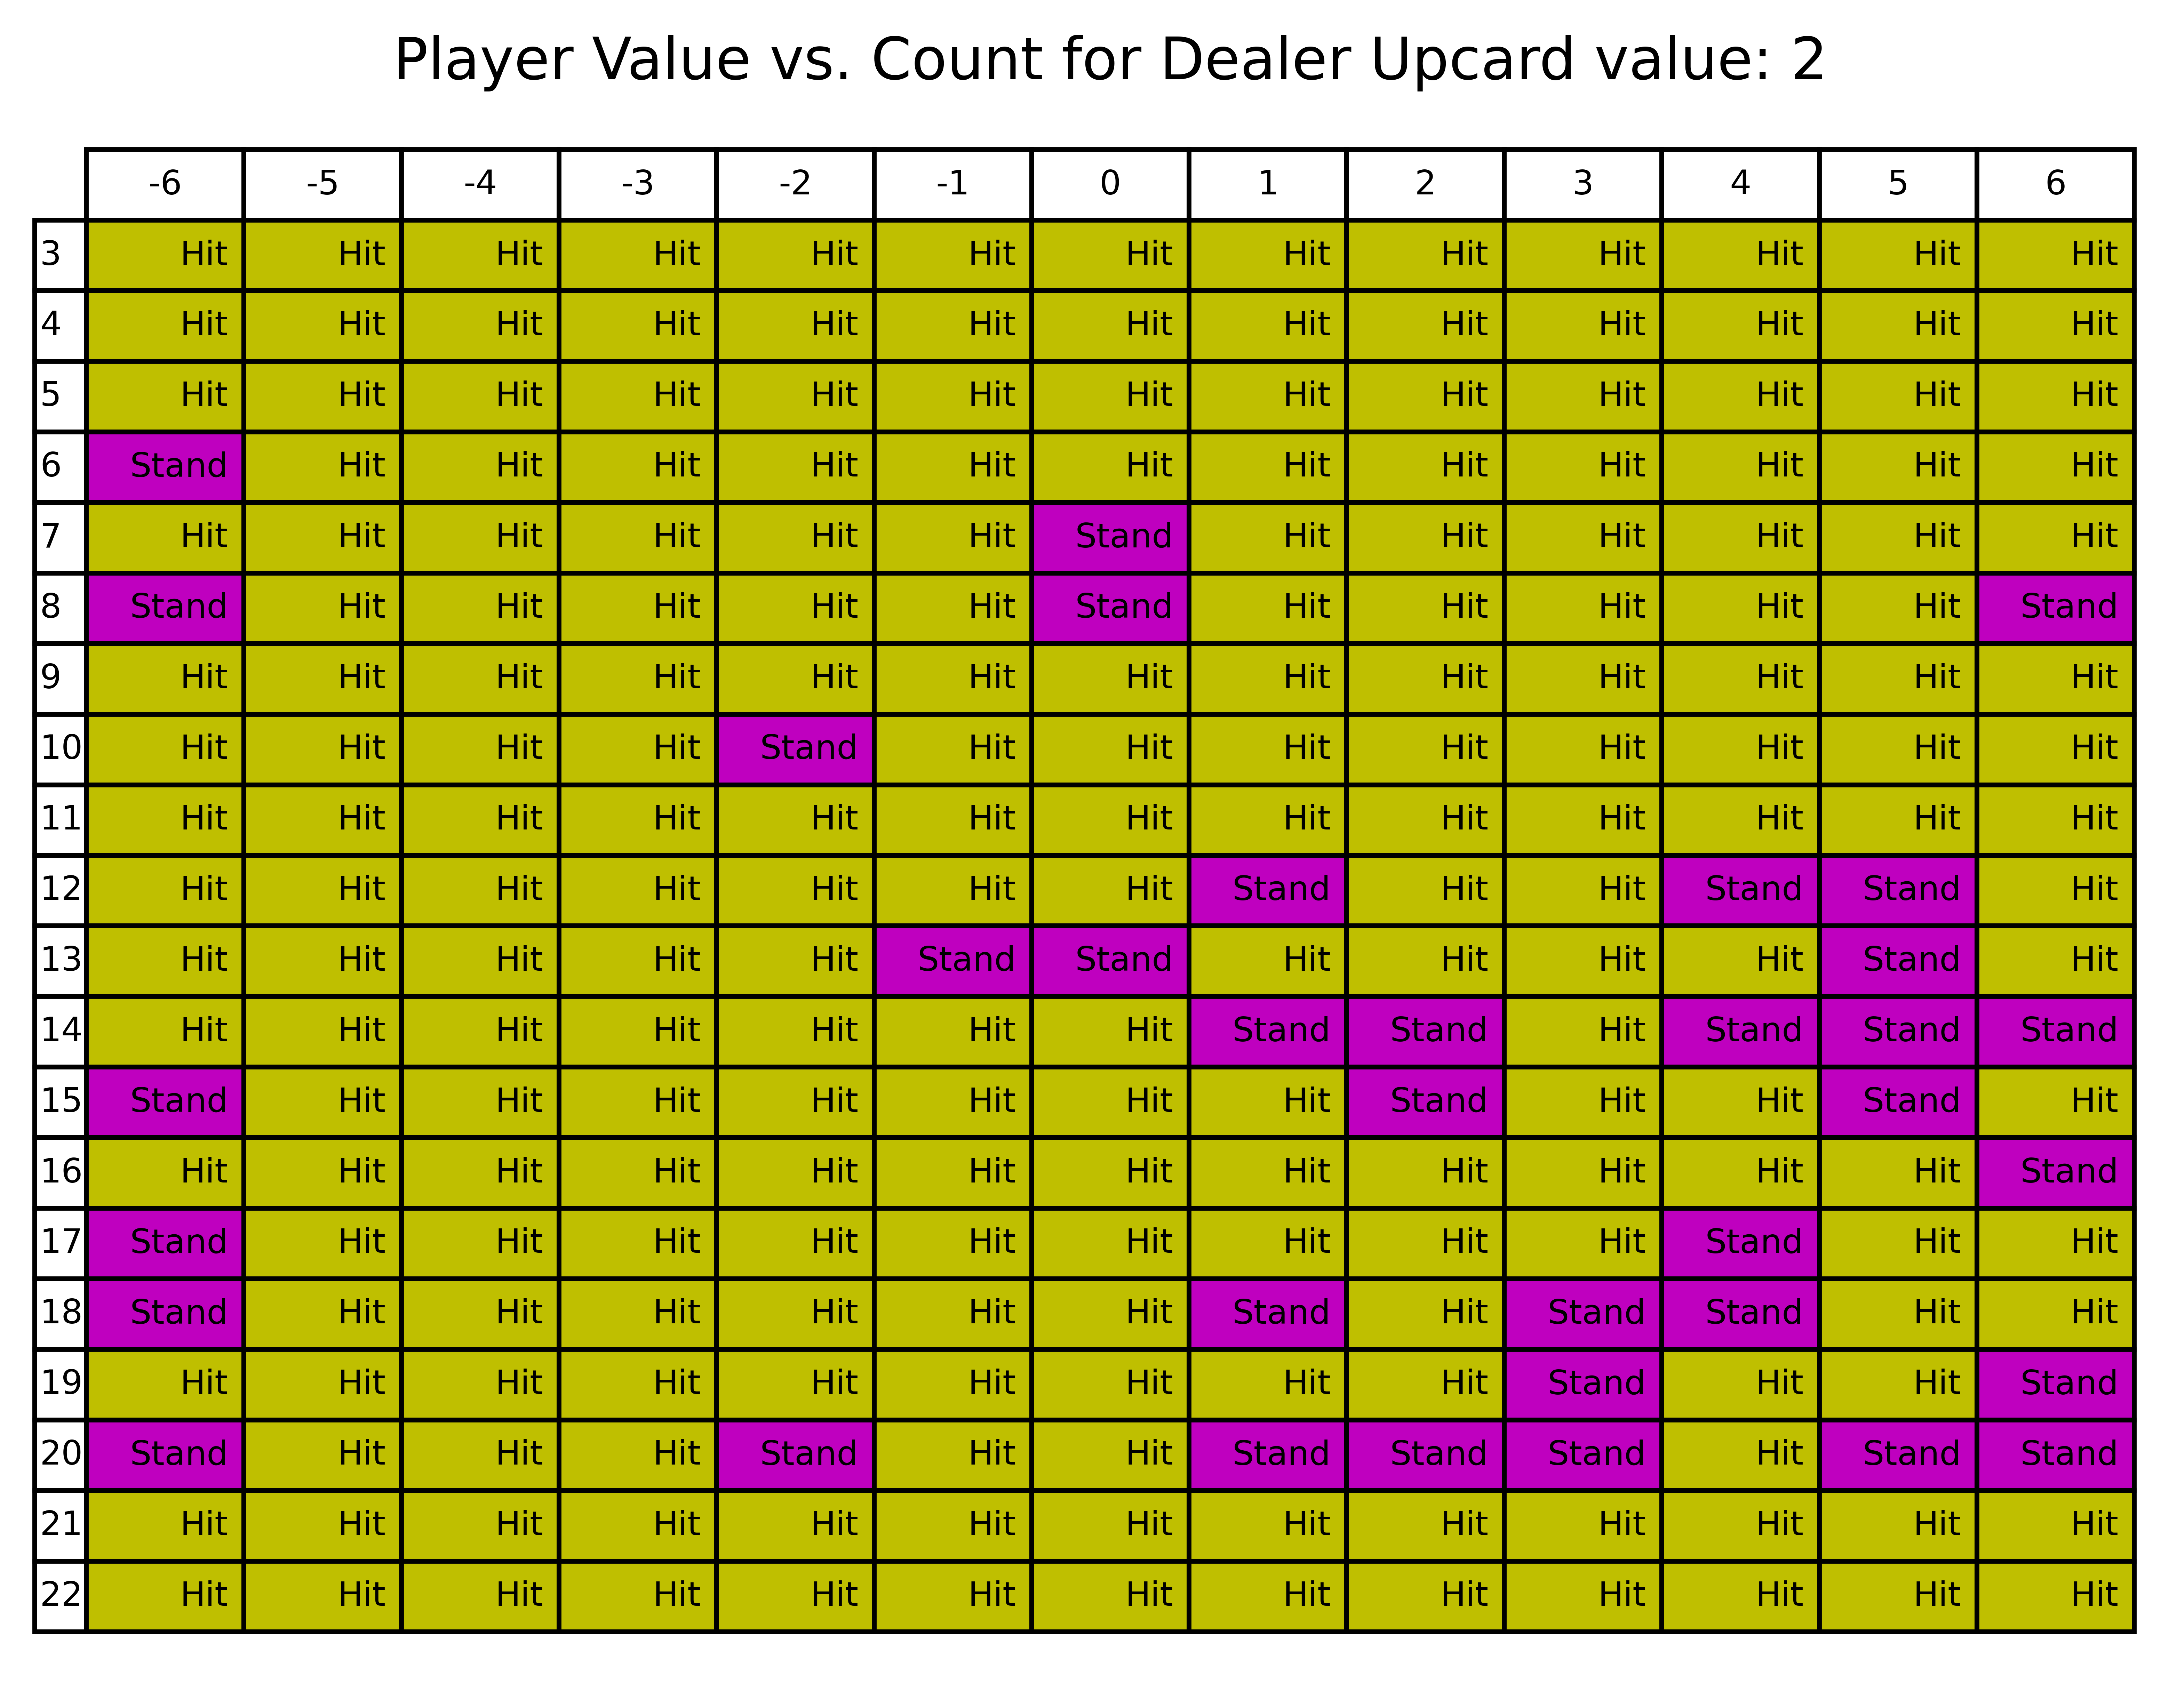 Player Value vs. Count for Dealer Upcard value: 2
-6 -5 -4 -3 -2 -1 0 1 2 3 4 5 6
3 Hit Hit Hit Hit Hit Hit Hit Hit Hit Hit Hit Hit Hit
4 Hit Hit Hit Hit Hit Hit Hit Hit Hit Hit Hit Hit Hit
5 Hit Hit Hit Hit Hit Hit Hit Hit Hit Hit Hit Hit Hit
6 Stand Hit Hit Hit Hit Hit Hit Hit Hit Hit Hit Hit Hit
7 Hit Hit Hit Hit Hit Hit Stand Hit Hit Hit Hit Hit Hit
8 Stand Hit Hit Hit Hit Hit Stand Hit Hit Hit Hit Hit Stand
9 Hit Hit Hit Hit Hit Hit Hit Hit Hit Hit Hit Hit Hit
10 Hit Hit Hit Hit Stand Hit Hit Hit Hit Hit Hit Hit Hit
11 Hit Hit Hit Hit Hit Hit Hit Hit Hit Hit Hit Hit Hit
12 Hit Hit Hit Hit Hit Hit Hit Stand Hit Hit Stand Stand Hit
13 Hit Hit Hit Hit Hit Stand Stand Hit Hit Hit Hit Stand Hit
14 Hit Hit Hit Hit Hit Hit Hit Stand Stand Hit Stand Stand Stand
15 Stand Hit Hit Hit Hit Hit Hit Hit Stand Hit Hit Stand Hit
16 Hit Hit Hit Hit Hit Hit Hit Hit Hit Hit Hit Hit Stand
17 Stand Hit Hit Hit Hit Hit Hit Hit Hit Hit Stand Hit Hit
18 Stand Hit Hit Hit Hit Hit Hit Stand Hit Stand Stand Hit Hit
19 Hit Hit Hit Hit Hit Hit Hit Hit Hit Stand Hit Hit Stand
20 Stand Hit Hit Hit Stand Hit Hit Stand Stand Stand Hit Stand Stand
21 Hit Hit Hit Hit Hit Hit Hit Hit Hit Hit Hit Hit Hit
22 Hit Hit Hit Hit Hit Hit Hit Hit Hit Hit Hit Hit Hit